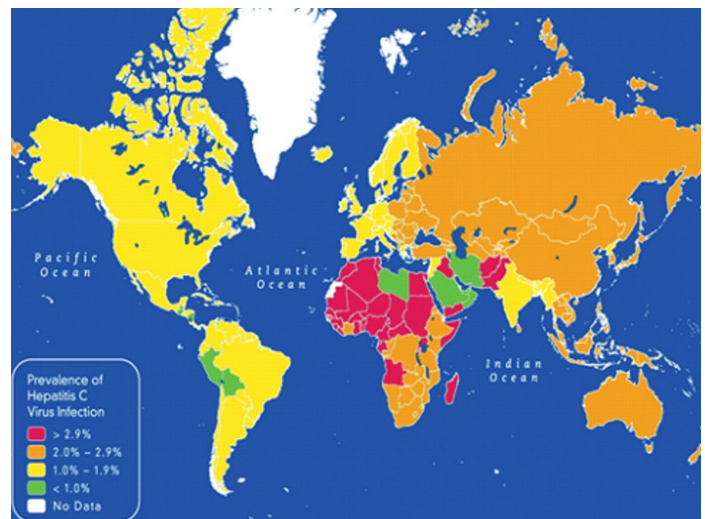 Pacific
Ocean
Atlantic
Ocean
Indian
Ocean
Prevalence of
Hepatitis C
Virus Infection
> 2.9%
2.0% – 2.9%
1.0% – 1.9%
< 1.0%
No Data